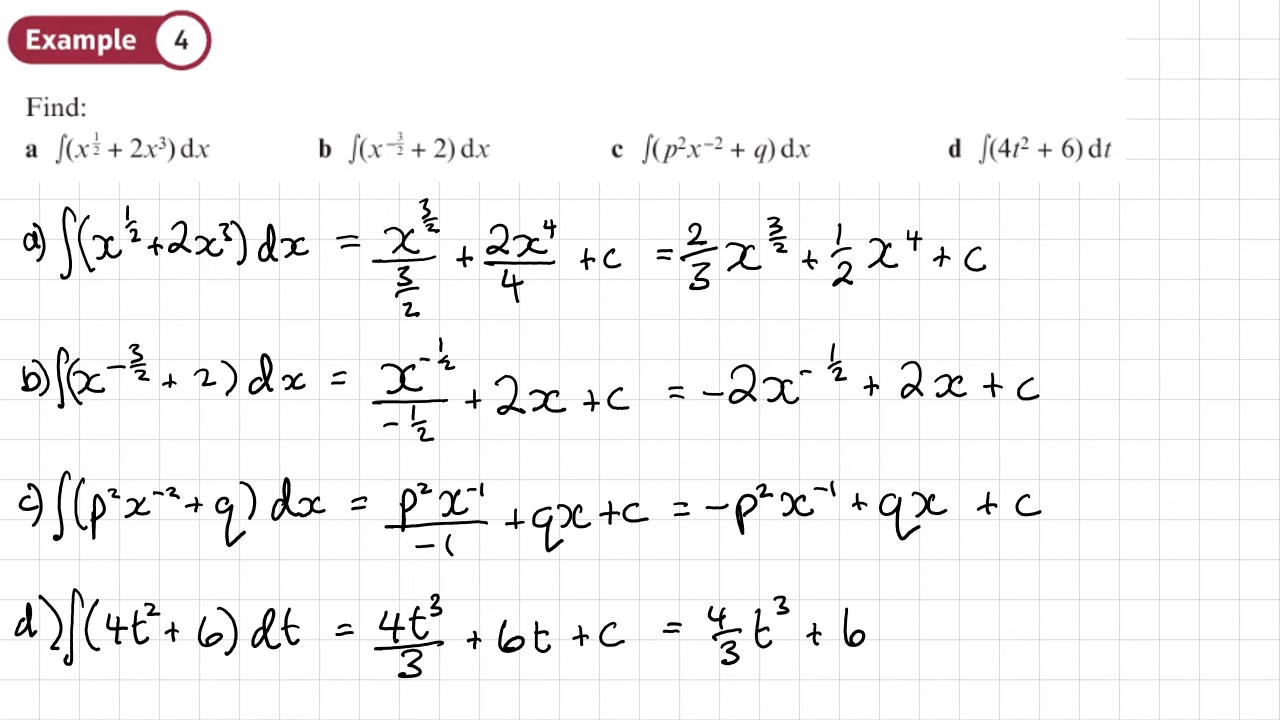 Example 4
Find:
a ∫(x^{1/2} + 2x³) dx b ∫(x^{-3/2} + 2) dx c ∫(p²x⁻² + q) dx d ∫(4t² + 6) dt
a) ∫(x^{1/2} + 2x³) dx = x^{3/2}/(3/2) + 2x⁴/4 + c = 2/3 x^{3/2} + 1/2 x⁴ + c
b) ∫(x^{-3/2} + 2) dx = x^{-1/2}/(-1/2) + 2x + c = -2x^{-1/2} + 2x + c
c) ∫(p²x⁻² + q) dx = p²x⁻¹/-1 + qx + c = -p²x⁻¹ + qx + c
d) ∫(4t² + 6) dt = 4t³/3 + 6t + c = 4/3 t³ + 6